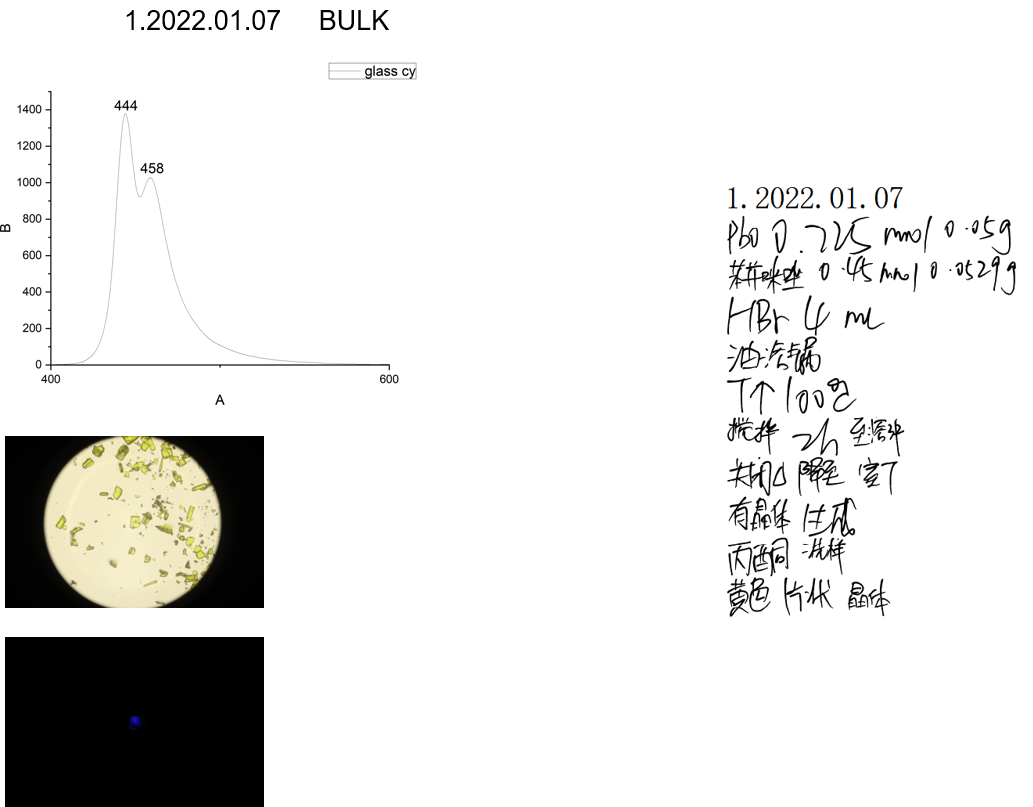 1.2022.01.07 BULK
glass cy
444
458
1400
1200
1000
800
600
400
200
0
B
400
600
A
1.2022.01.07
PbO 0.225 mmol 0.05g
苯并咪唑 0.45 mmol 0.0529g
HBr 4 mL
油浴锅
T↑ 100℃
搅拌 2h 至溶解
关闭△ 降至 室T
有晶体 生成
丙酮 洗样
黄色 片状 晶体